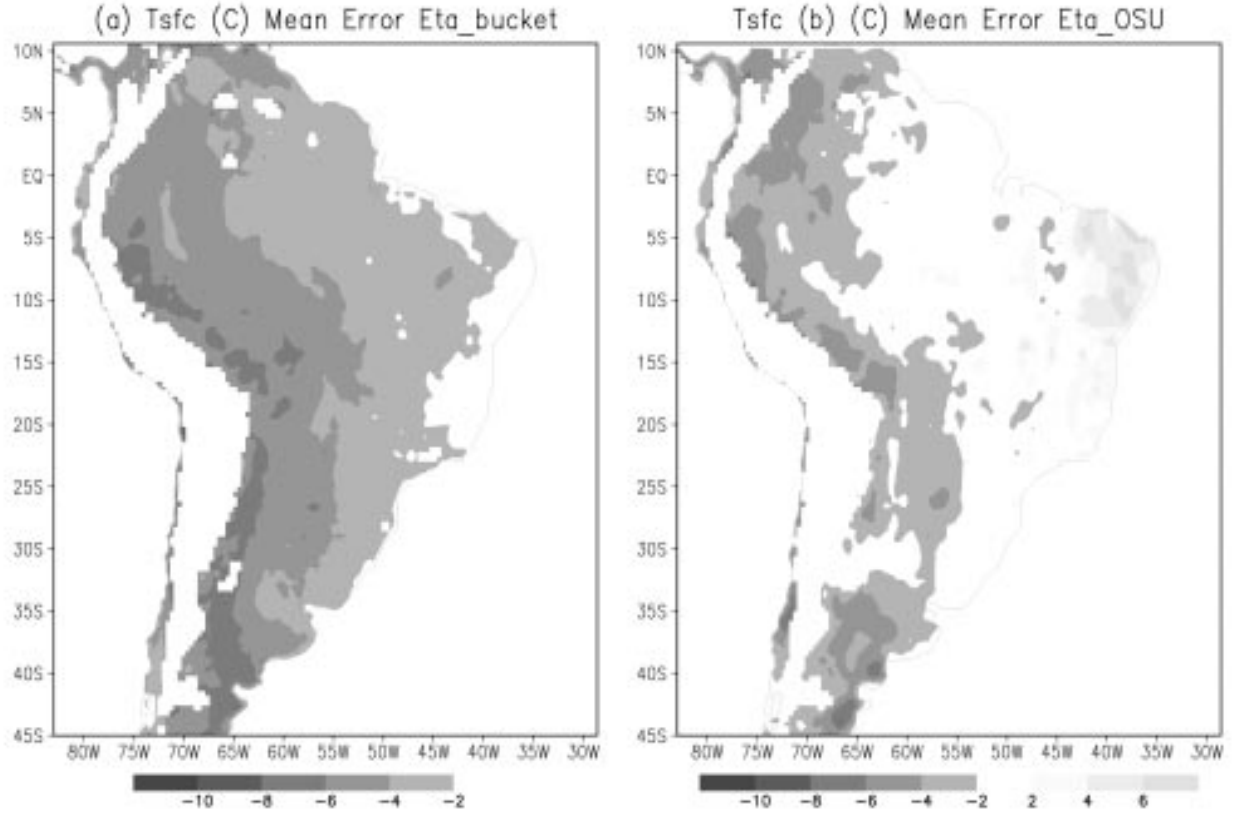 (a) Tsfc (C) Mean Error Eta_bucket
10N
5N
EQ
5S
10S
15S
20S
25S
30S
35S
40S
45S
80W 75W 70W 65W 60W 55W 50W 45W 40W 35W 30W
-10 -8 -6 -4 -2
Tsfc (b) (C) Mean Error Eta_OSU
10N
5N
EQ
5S
10S
15S
20S
25S
30S
35S
40S
45S
80W 75W 70W 65W 60W 55W 50W 45W 40W 35W 30W
-10 -8 -6 -4 -2 2 4 6